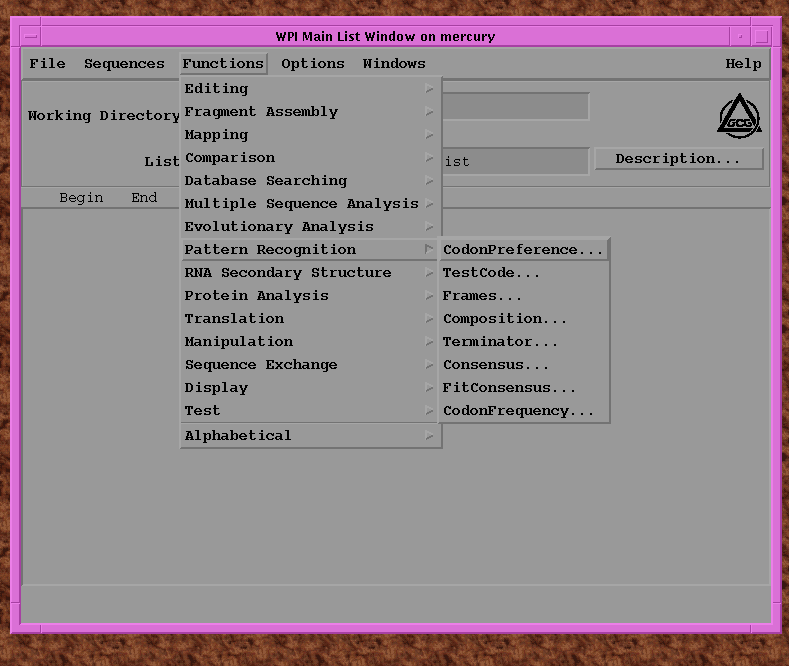 WPI Main List Window on mercury
File Sequences Functions Options Windows Help
Editing
Fragment Assembly
Working Directory
GCG
Mapping
Comparison
List
ist
Description...
Database Searching
Multiple Sequence Analysis
Begin End
Evolutionary Analysis
Pattern Recognition
CodonPreference...
RNA Secondary Structure
TestCode...
Protein Analysis
Frames...
Translation
Composition...
Manipulation
Terminator...
Sequence Exchange
Consensus...
Display
FitConsensus...
Test
CodonFrequency...
Alphabetical